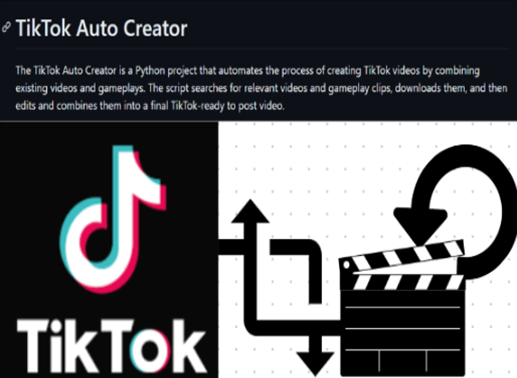 TikTok Auto Creator
The TikTok Auto Creator is a Python project that automates the process of creating TikTok videos by combining
existing videos and gameplays. The script searches for relevant videos and gameplay clips, downloads them, and then
edits and combines them into a final TikTok-ready to post video.
TikTok